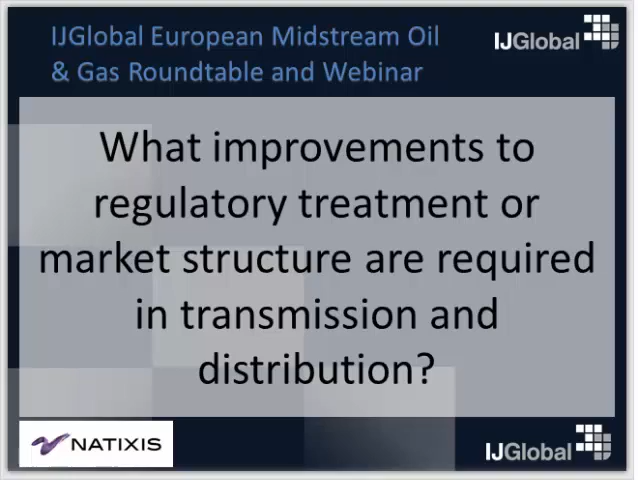 IJGlobal European Midstream Oil
& Gas Roundtable and Webinar
IJGlobal
What improvements to
regulatory treatment or
market structure are required
in transmission and
distribution?
NATIXIS
IJGlobal